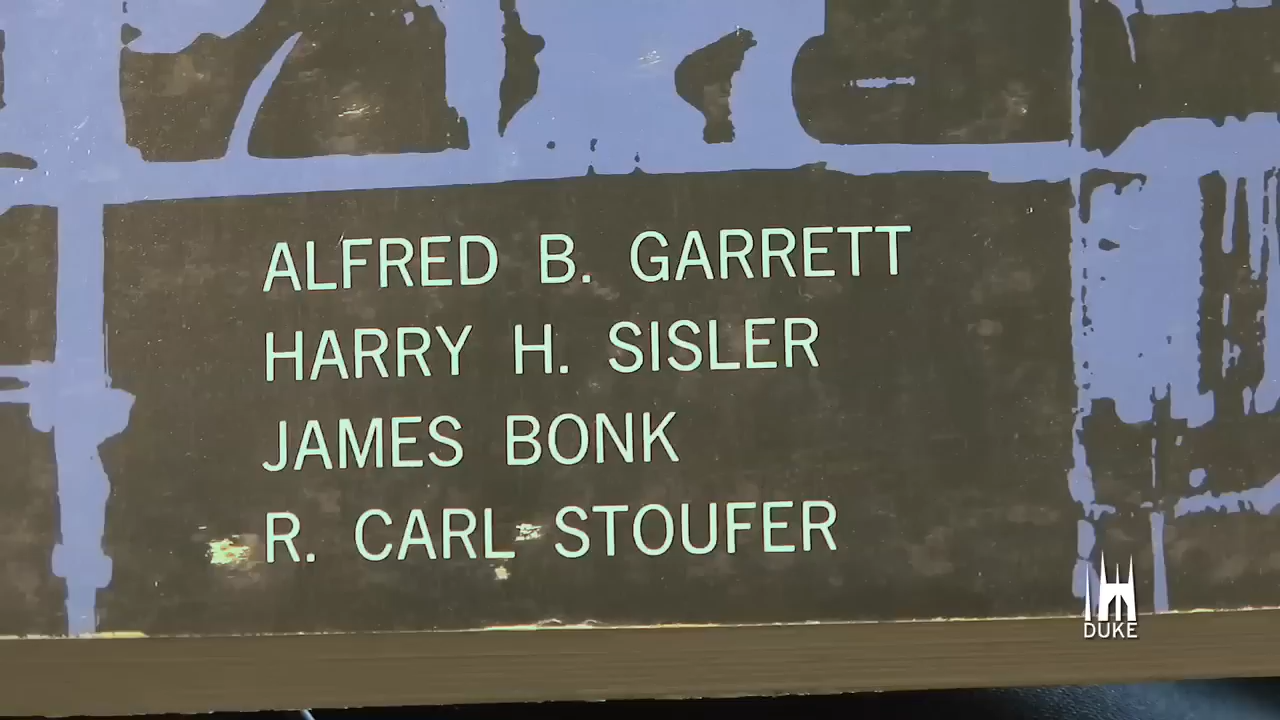 ALFRED B. GARRETT
HARRY H. SISLER
JAMES BONK
R. CARL STOUFER
DUKE